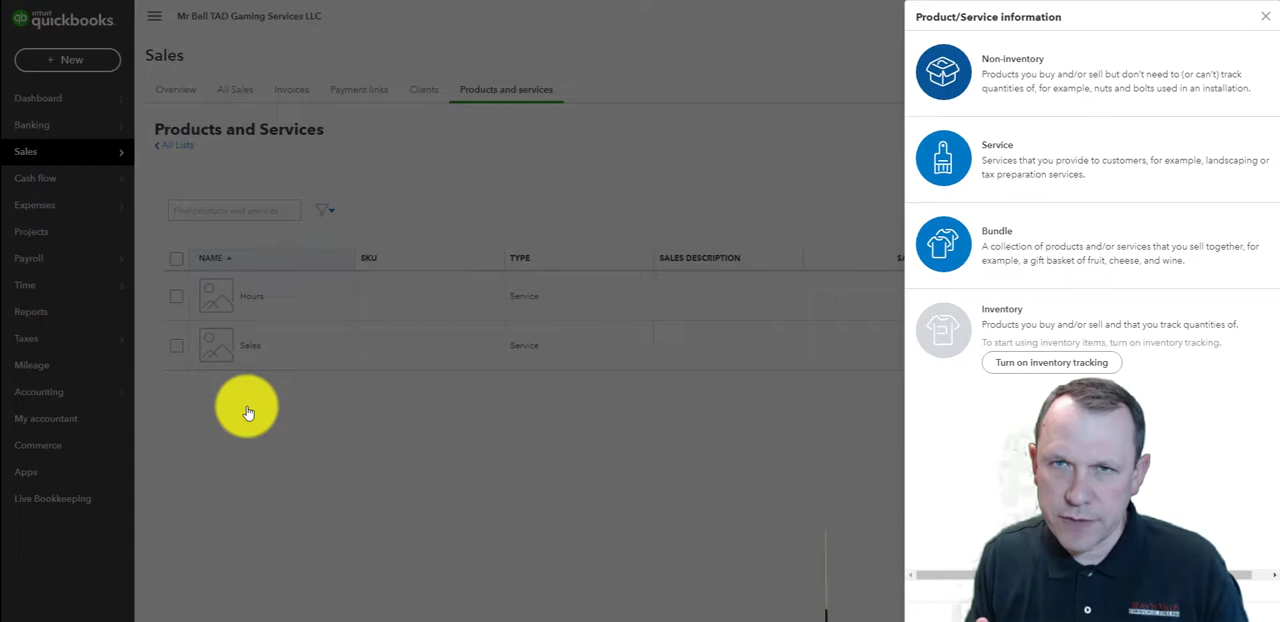 intuit
quickbooks.
Mr Bell TAD Gaming Services LLC
+ New
Dashboard
Banking
Sales
Cash flow
Expenses
Projects
Payroll
Time
Reports
Taxes
Mileage
Accounting
My accountant
Commerce
Apps
Live Bookkeeping
Sales
Overview All Sales Invoices Payment links Clients Products and services
Products and Services
All Lists
Find products and services
NAME SKU TYPE SALES DESCRIPTION SA
Hours Service
Sales Service
Product/Service information
Non-inventory
Products you buy and/or sell but don't need to (or can't) track
quantities of, for example, nuts and bolts used in an installation.
Service
Services that you provide to customers, for example, landscaping or
tax preparation services.
Bundle
A collection of products and/or services that you sell together, for
example, a gift basket of fruit, cheese, and wine.
Inventory
Products you buy and/or sell and that you track quantities of.
To start using inventory items, turn on inventory tracking.
Turn on inventory tracking